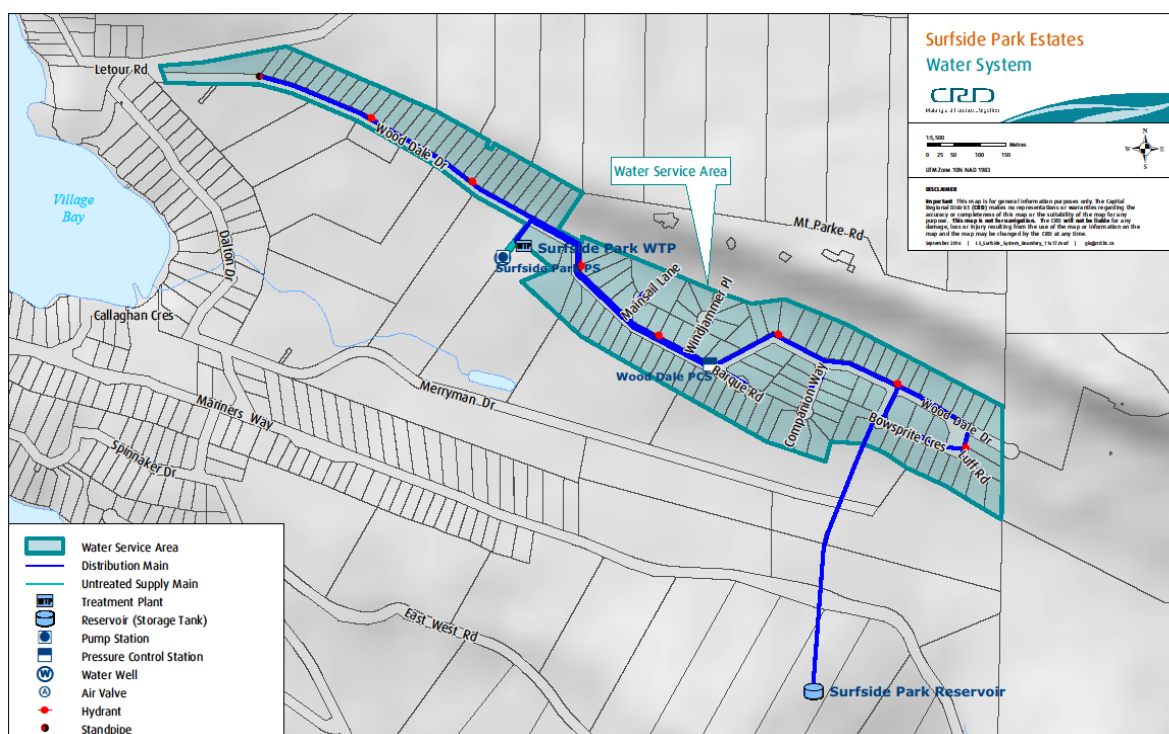 Surfside Park Estates
Water System
CRD
Making a difference...together
1:5,500
Metres
0 25 50 100 150
UTM Zone 10N NAD 1983
N
W E
S
DISCLAIMER
Important This map is for general information purposes only. The Capital
Regional District (CRD) makes no representations or warranties regarding the
accuracy or completeness of this map or the suitability of the map for any
purpose. This map is not for navigation. The CRD will not be liable for any
damage, loss or injury resulting from the use of the map or information on the
map and the map may be changed by the CRD at any time.
Letour Rd
Wood Dale Dr
Water Service Area
Village
Bay
Mt Parke Rd
Dalton Dr
WTP
Surfside Park WTP
Surfside Park PS
Mainsail Lane
Windjammer Pl
Callaghan Cres
Wood Dale PCS
Barque Rd
Companion Way
Merryman Dr
Wood Dale Dr
Bowsprite Cres
Luff Rd
Mariners Way
Spinnaker Dr
East West Rd
Surfside Park Reservoir
Water Service Area
Distribution Main
Untreated Supply Main
WTP Treatment Plant
Reservoir (Storage Tank)
Pump Station
Pressure Control Station
W Water Well
A Air Valve
Hydrant
Standpipe